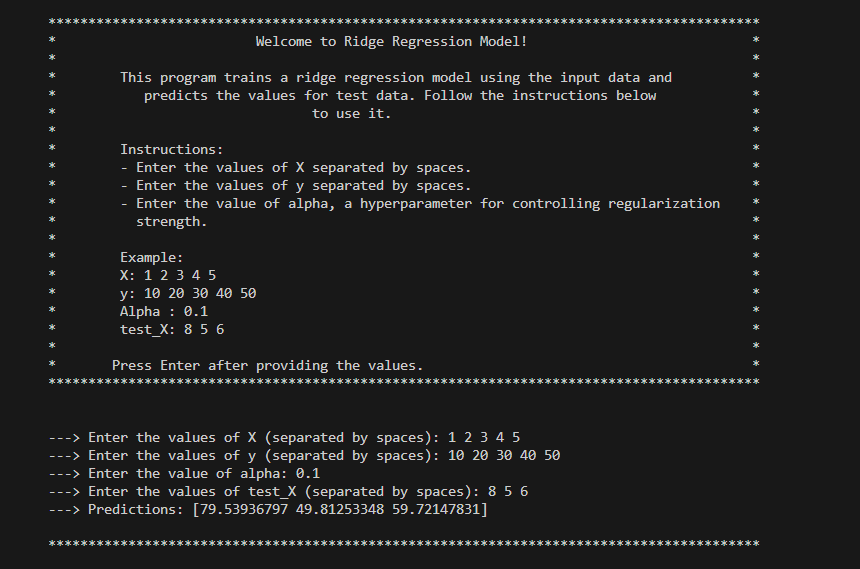 *****************************************************************************************
* Welcome to Ridge Regression Model! *
* *
* This program trains a ridge regression model using the input data and *
* predicts the values for test data. Follow the instructions below *
* to use it. *
* *
* Instructions: *
* - Enter the values of X separated by spaces. *
* - Enter the values of y separated by spaces. *
* - Enter the value of alpha, a hyperparameter for controlling regularization *
* strength. *
* *
* Example: *
* X: 1 2 3 4 5 *
* y: 10 20 30 40 50 *
* Alpha : 0.1 *
* test_X: 8 5 6 *
* *
* Press Enter after providing the values. *
*****************************************************************************************
---> Enter the values of X (separated by spaces): 1 2 3 4 5
---> Enter the values of y (separated by spaces): 10 20 30 40 50
---> Enter the value of alpha: 0.1
---> Enter the values of test_X (separated by spaces): 8 5 6
---> Predictions: [79.53936797 49.81253348 59.72147831]
*****************************************************************************************